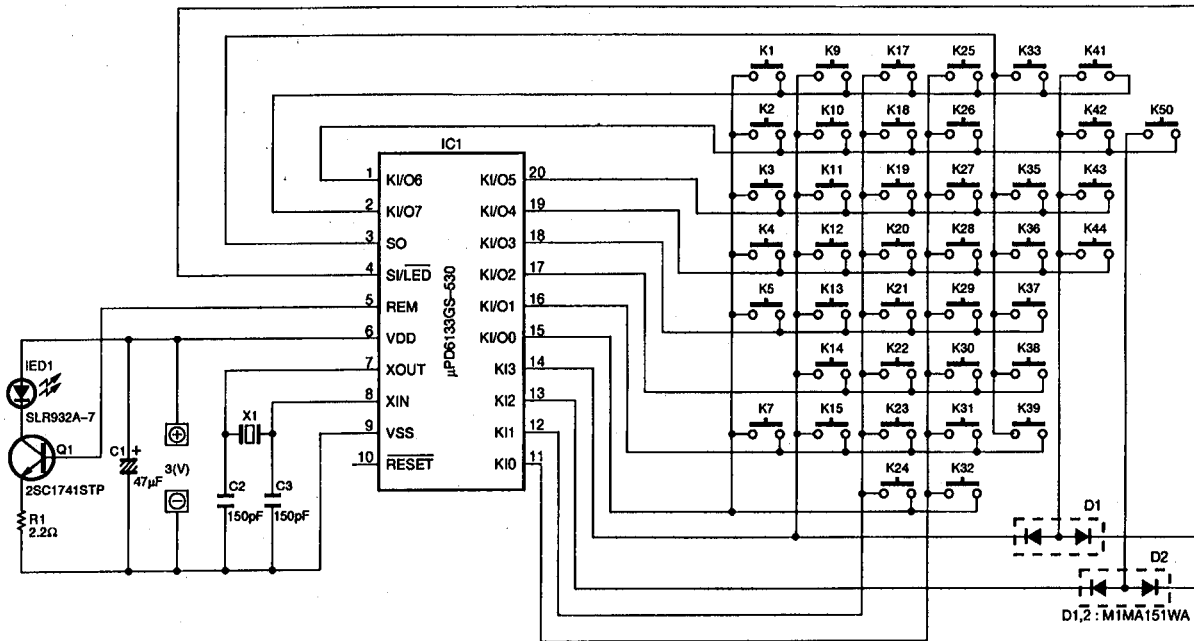 K1 K9 K17 K25 K33 K41
K2 K10 K18 K26 K42 K50
IC1
1 KI/O6 KI/O5 20
K3 K11 K19 K27 K35 K43
2 KI/O7 KI/O4 19
3 SO KI/O3 18
K4 K12 K20 K28 K36 K44
4 SI/LED KI/O2 17
K5 K13 K21 K29 K37
5 REM KI/O1 16
6 VDD KI/O0 15
µPD6133GS-530
K14 K22 K30 K38
7 XOUT KI3 14
IED1
8 XIN KI2 13
SLR932A-7
X1
K7 K15 K23 K31 K39
9 VSS KI1 12
Q1
C1 +
47µF
3(V)
10 RESET KI0 11
K24 K32
2SC1741STP
C2 C3
150pF 150pF
R1
2.2Ω
D1
D2
D1,2 : M1MA151WA